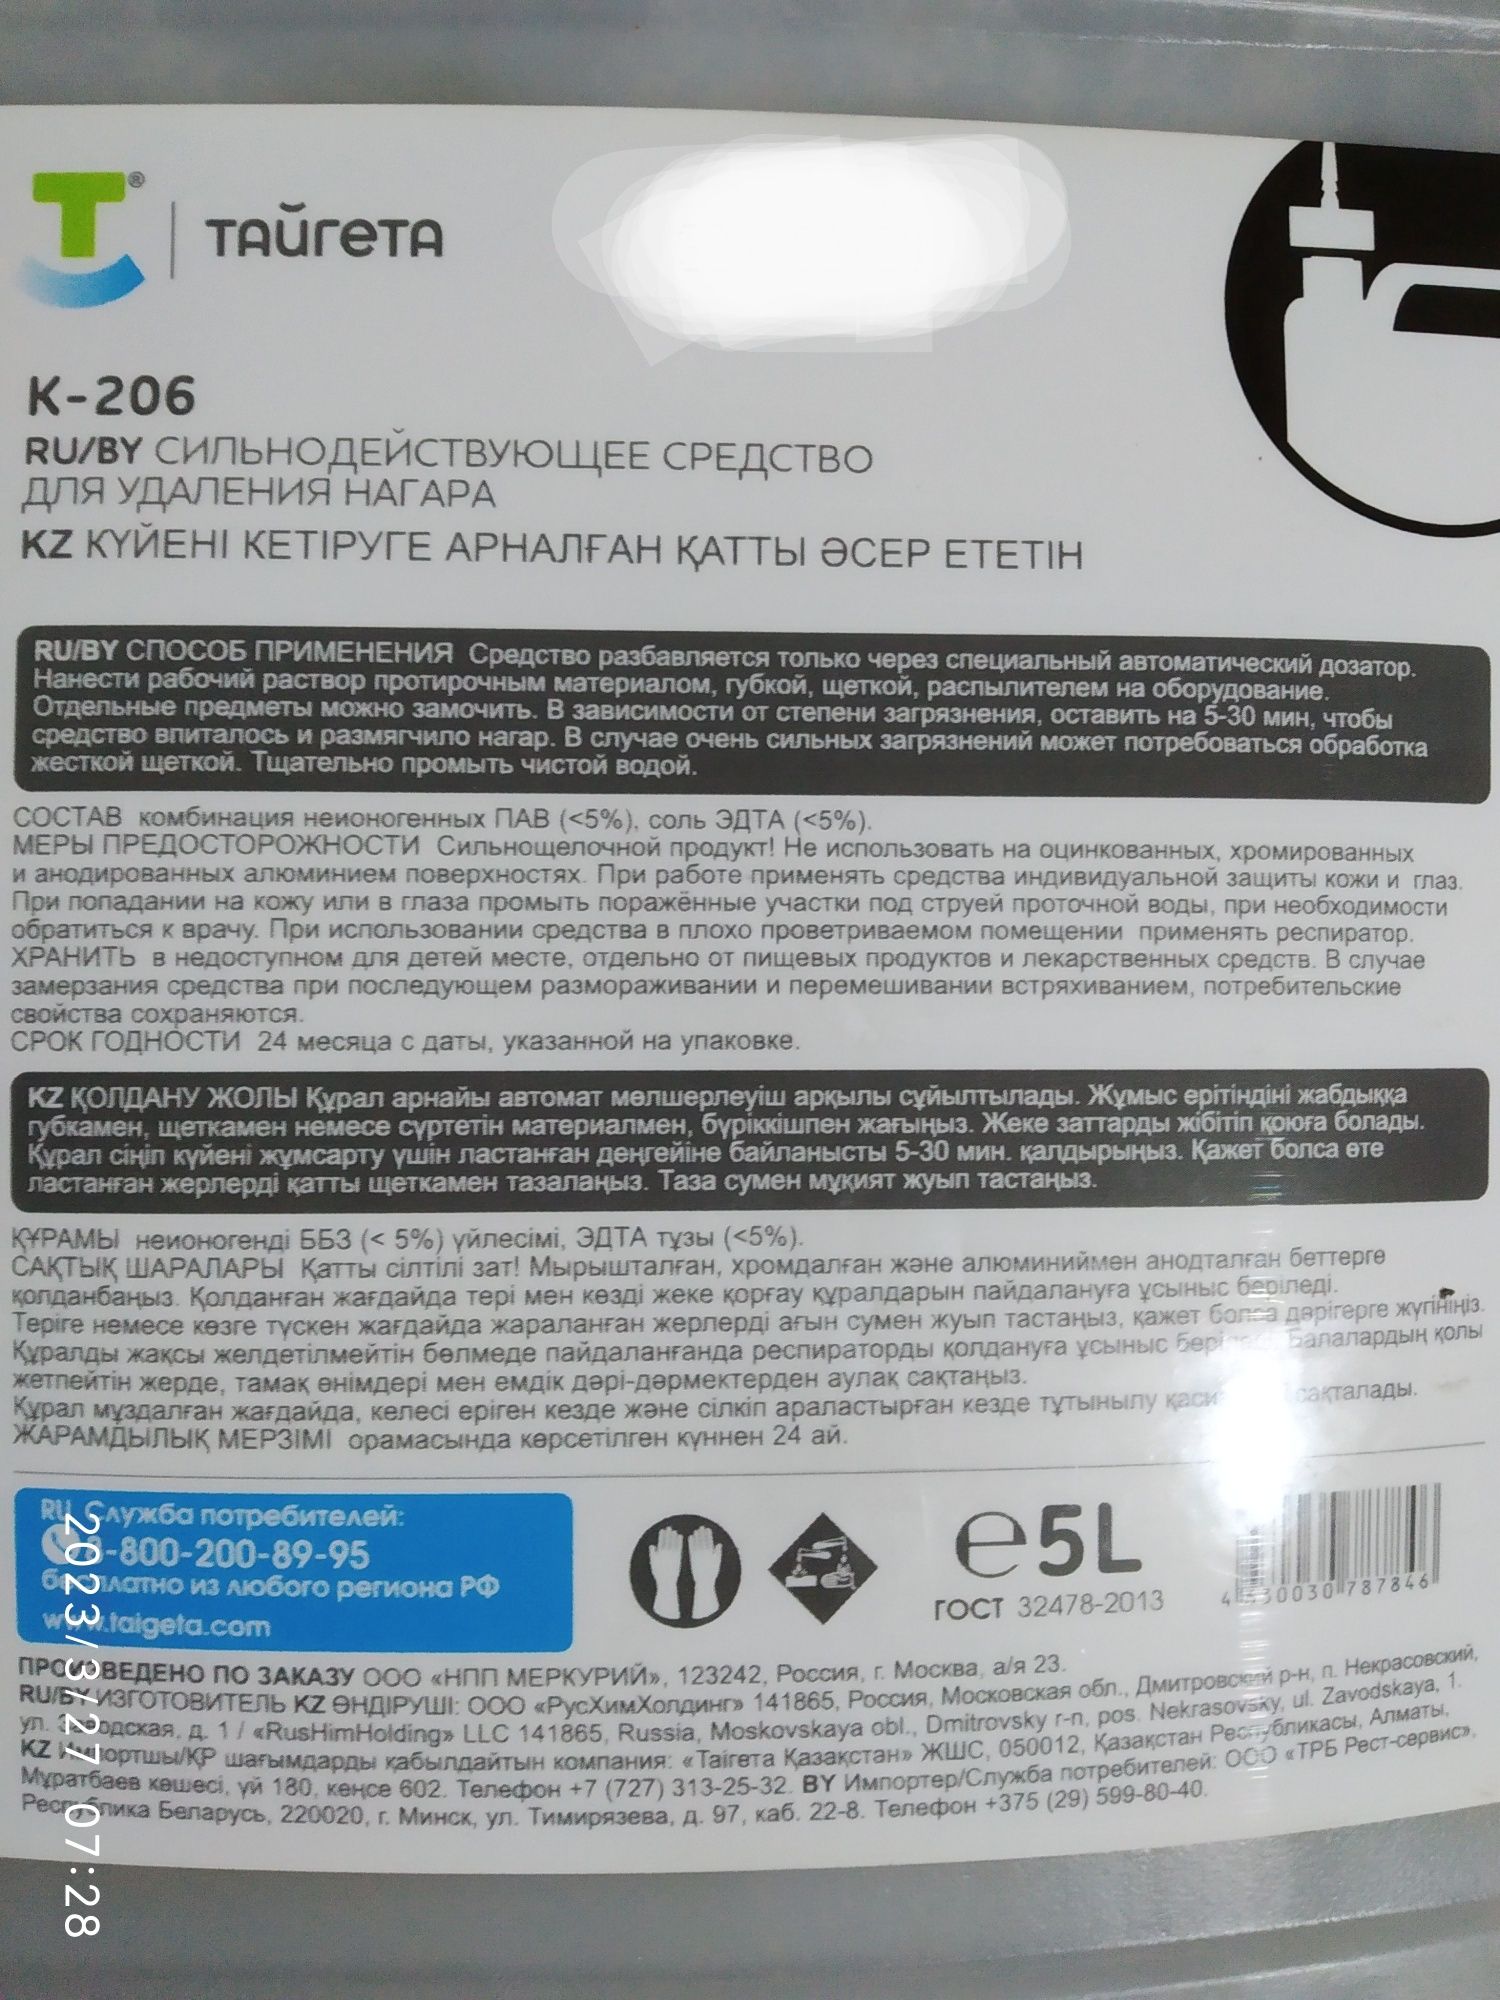 Т®
ТАЙГЕТА
К-206
RU/BY СИЛЬНОДЕЙСТВУЮЩЕЕ СРЕДСТВО
ДЛЯ УДАЛЕНИЯ НАГАРА
KZ КҮЙЕНІ КЕТІРУГЕ АРНАЛҒАН ҚАТТЫ ӘСЕР ЕТЕТІН
RU/BY СПОСОБ ПРИМЕНЕНИЯ Средство разбавляется только через специальный автоматический дозатор.
Нанести рабочий раствор протирочным материалом, губкой, щеткой, распылителем на оборудование.
Отдельные предметы можно замочить. В зависимости от степени загрязнения, оставить на 5-30 мин, чтобы
средство впиталось и размягчило нагар. В случае очень сильных загрязнений может потребоваться обработка
жесткой щеткой. Тщательно промыть чистой водой.
СОСТАВ комбинация неионогенных ПАВ (<5%), соль ЭДТА (<5%).
МЕРЫ ПРЕДОСТОРОЖНОСТИ Сильнощелочной продукт! Не использовать на оцинкованных, хромированных
и анодированных алюминием поверхностях. При работе применять средства индивидуальной защиты кожи и глаз.
При попадании на кожу или в глаза промыть поражённые участки под струей проточной воды, при необходимости
обратиться к врачу. При использовании средства в плохо проветриваемом помещении применять респиратор.
ХРАНИТЬ в недоступном для детей месте, отдельно от пищевых продуктов и лекарственных средств. В случае
замерзания средства при последующем размораживании и перемешивании встряхиванием, потребительские
свойства сохраняются.
СРОК ГОДНОСТИ 24 месяца с даты, указанной на упаковке.
KZ ҚОЛДАНУ ЖОЛЫ Құрал арнайы автомат мөлшерлеуіш арқылы сұйылтылады. Жұмыс ерітіндіні жабдыққа
губкамен, щеткамен немесе сүртетін материалмен, бүріккішпен жағыңыз. Жеке заттарды жібітіп қоюға болады.
Құрал сіңіп күйені жұмсарту үшін ластанған деңгейіне байланысты 5-30 мин. қалдырыңыз. Қажет болса өте
ластанған жерлерді қатты щеткамен тазалаңыз. Таза сумен мұқият жуып тастаңыз.
ҚҰРАМЫ неионогенді ББЗ (< 5%) үйлесімі, ЭДТА тұзы (<5%).
САҚТЫҚ ШАРАЛАРЫ Қатты сілтілі зат! Мырышталған, хромдалған және алюминиймен анодталған беттерге
қолданбаңыз. Қолданған жағдайда тері мен көзді жеке қорғау құралдарын пайдалануға ұсыныс беріледі.
Теріге немесе көзге түскен жағдайда жараланған жерлерді ағын сумен жуып тастаңыз, қажет болса дәрігерге жүгініңіз.
Құралды жақсы желдетілмейтін бөлмеде пайдаланғанда респираторды қолдануға ұсыныс Балалардың қолы
жетпейтін жерде, тамақ өнімдері мен емдік дәрі-дәрмектерден аулақ сақтаңыз.
Құрал мұздалған жағдайда, келесі еріген кезде және сілкіп араластырған кезде тұтынылу сақталады.
ЖАРАМДЫЛЫҚ МЕРЗІМІ орамасында көрсетілген күннен 24 ай.
RU Служба потребителей:
8-800-200-89-95
бесплатно из любого региона РФ
www.taigeta.com
e5L
ГОСТ 32478-2013
30030 787846
ПРОИЗВЕДЕНО ПО ЗАКАЗУ ООО «НПП МЕРКУРИЙ», 123242, Россия, г. Москва, а/я 23.
RU/BY ИЗГОТОВИТЕЛЬ KZ ӨНДІРУШІ: ООО «РусХимХолдинг» 141865, Россия, Московская обл., Дмитровский р-н, п. Некрасовский,
ул. Заводская, д. 1 / «RusHimHolding» LLC 141865, Russia, Moskovskaya obl., Dmitrovsky r-n, pos. Nekrasovsky, ul. Zavodskaya, 1.
KZ Импортшы/ҚР шағымдарды қабылдайтын компания: «Тайгета Қазақстан» ЖШС, 050012, Қазақстан Республикасы, Алматы,
Мұратбаев көшесі, үй 180, кеңсе 602. Телефон +7 (727) 313-25-32. BY Импортер/Служба потребителей: ООО «ТРБ Рест-сервис»,
Республика Беларусь, 220020, г. Минск, ул. Тимирязева, д. 97, каб. 22-8. Телефон +375 (29) 599-80-40.
2023/3/27 07:28